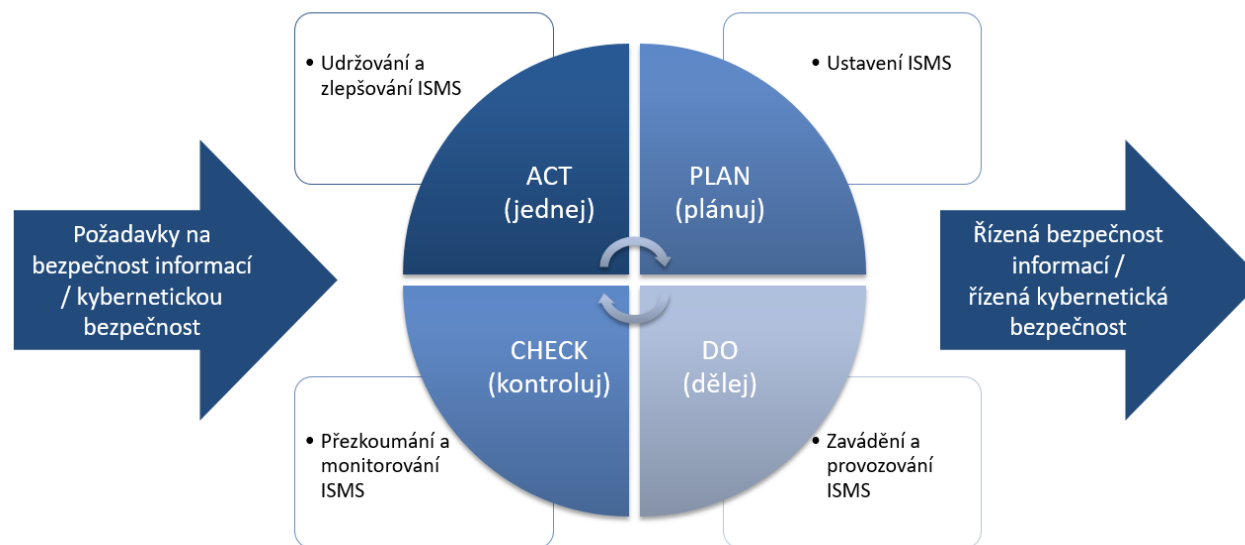 • Udržování a
zlepšování ISMS
• Ustavení ISMS
ACT
(jednej)
PLAN
(plánuj)
Požadavky na
bezpečnost informací
/ kybernetickou
bezpečnost
Řízená bezpečnost
informací /
řízená kybernetická
bezpečnost
CHECK
(kontroluj)
DO
(dělej)
• Přezkoumání a
monitorování
ISMS
• Zavádění a
provozování
ISMS